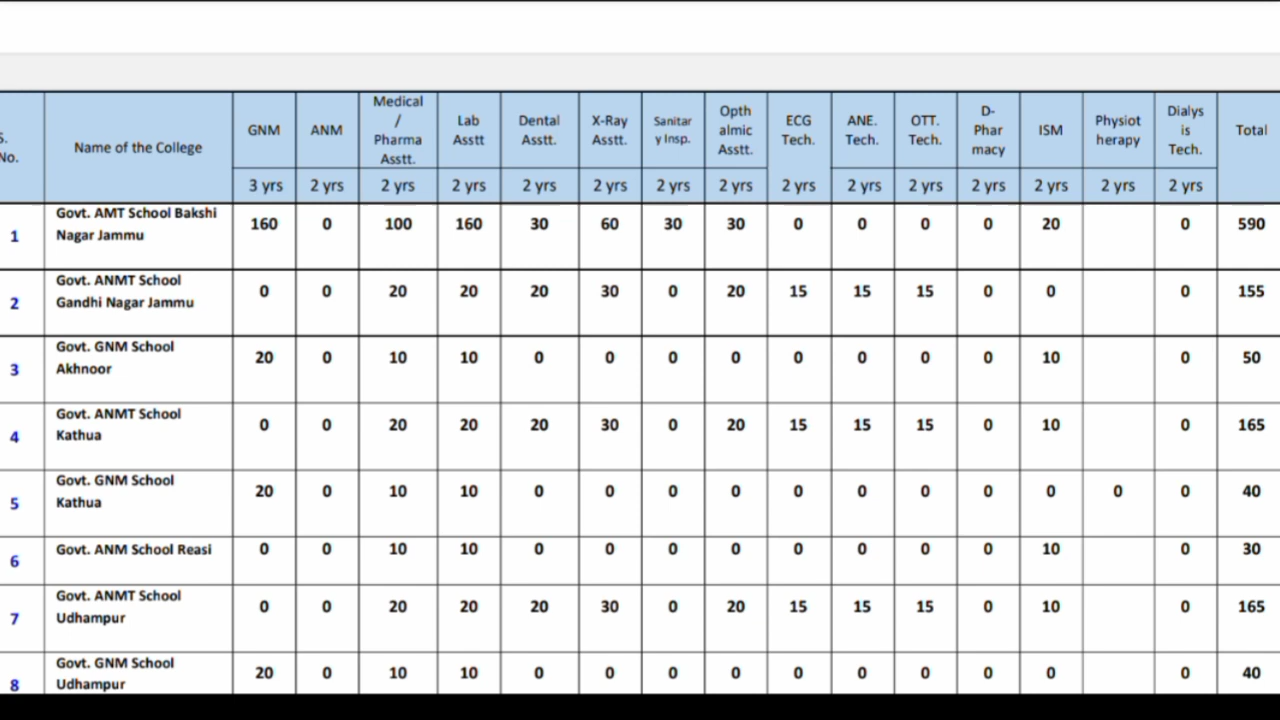 S. No. Name of the College GNM ANM Medical / Pharma Asstt. Lab Asstt Dental Asstt. X-Ray Asstt. Sanitar y Insp. Opth almic Asstt. ECG Tech. ANE. Tech. OTT. Tech. D- Phar macy ISM Physiot herapy Dialys is Tech. Total
3 yrs 2 yrs 2 yrs 2 yrs 2 yrs 2 yrs 2 yrs 2 yrs 2 yrs 2 yrs 2 yrs 2 yrs 2 yrs 2 yrs 2 yrs
1 Govt. AMT School Bakshi Nagar Jammu 160 0 100 160 30 60 30 30 0 0 0 0 20 0 590
2 Govt. ANMT School Gandhi Nagar Jammu 0 0 20 20 20 30 0 20 15 15 15 0 0 0 155
3 Govt. GNM School Akhnoor 20 0 10 10 0 0 0 0 0 0 0 0 10 0 50
4 Govt. ANMT School Kathua 0 0 20 20 20 30 0 20 15 15 15 0 10 0 165
5 Govt. GNM School Kathua 20 0 10 10 0 0 0 0 0 0 0 0 0 0 0 40
6 Govt. ANM School Reasi 0 0 10 10 0 0 0 0 0 0 0 0 10 0 30
7 Govt. ANMT School Udhampur 0 0 20 20 20 30 0 20 15 15 15 0 10 0 165
8 Govt. GNM School Udhampur 20 0 10 10 0 0 0 0 0 0 0 0 0 0 40